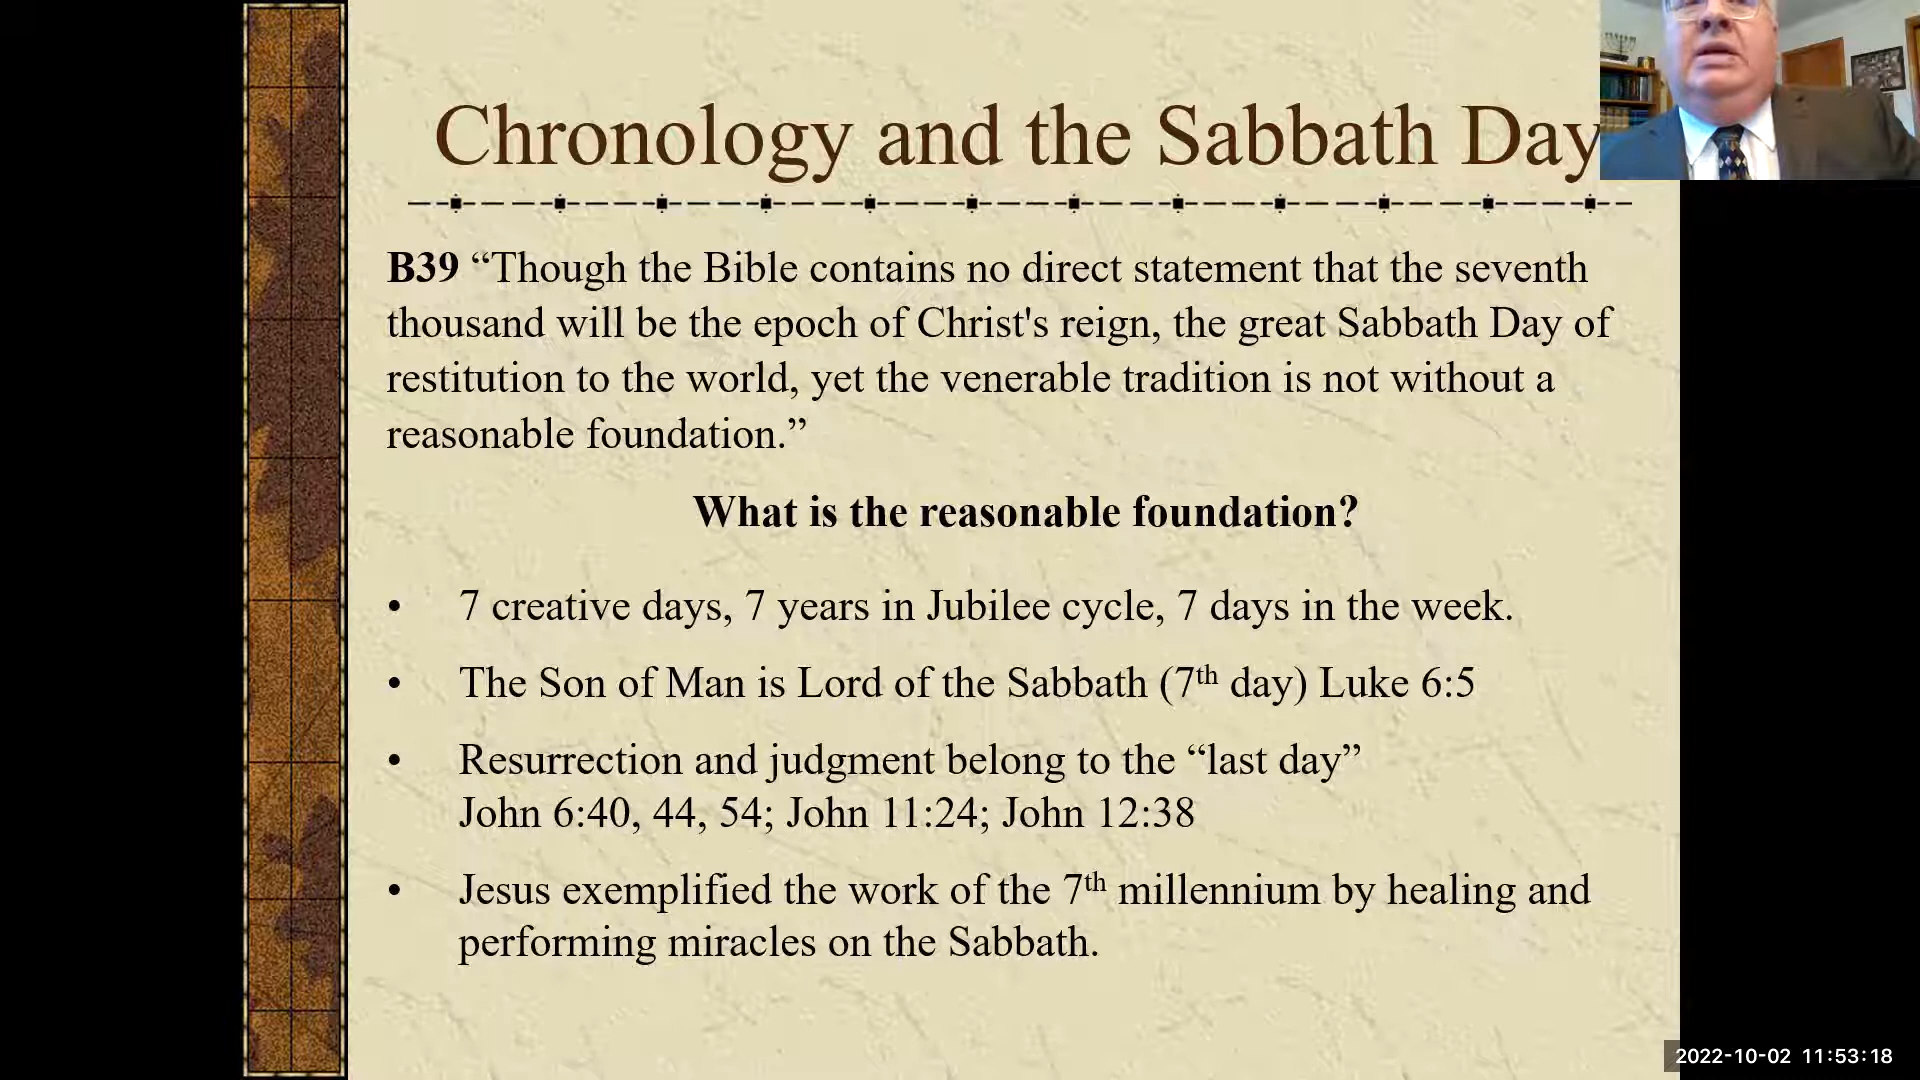 Chronology and the Sabbath Day
B39 “Though the Bible contains no direct statement that the seventh
thousand will be the epoch of Christ's reign, the great Sabbath Day of
restitution to the world, yet the venerable tradition is not without a
reasonable foundation.”
What is the reasonable foundation?
• 7 creative days, 7 years in Jubilee cycle, 7 days in the week.
• The Son of Man is Lord of the Sabbath (7th day) Luke 6:5
• Resurrection and judgment belong to the “last day”
John 6:40, 44, 54; John 11:24; John 12:38
• Jesus exemplified the work of the 7th millennium by healing and
performing miracles on the Sabbath.
2022-10-02 11:53:18